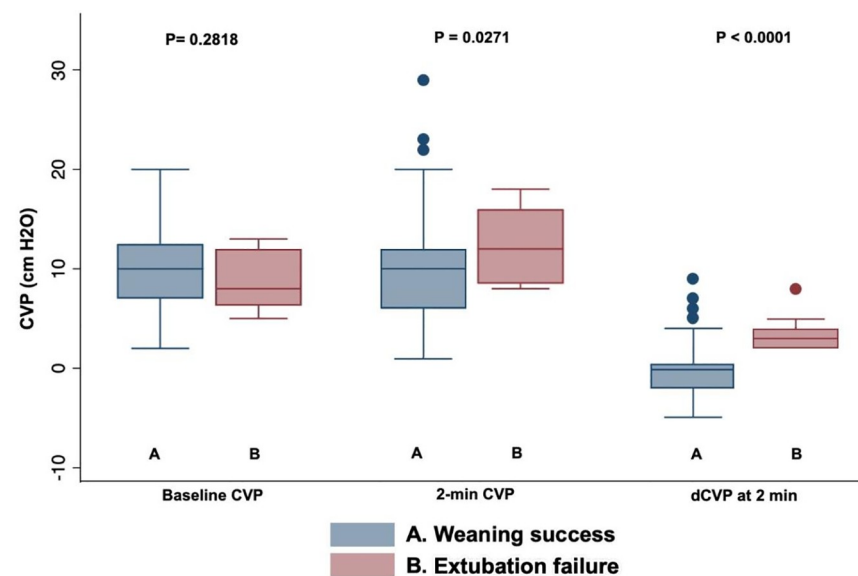 P= 0.2818 P = 0.0271 P < 0.0001
30
20
10
0
-10
CVP (cm H2O)
A B A B A B
Baseline CVP 2-min CVP dCVP at 2 min
A. Weaning success
B. Extubation failure